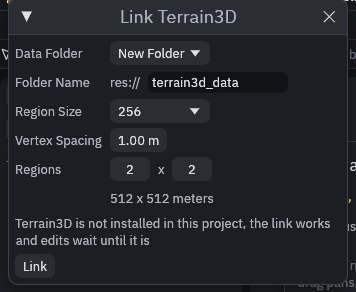 Link Terrain3D
Data Folder New Folder
Folder Name res:// terrain3d_data
Region Size 256
Vertex Spacing 1.00 m
Regions 2 x 2
512 x 512 meters
Terrain3D is not installed in this project, the link works
and edits wait until it is
Link
drag pans